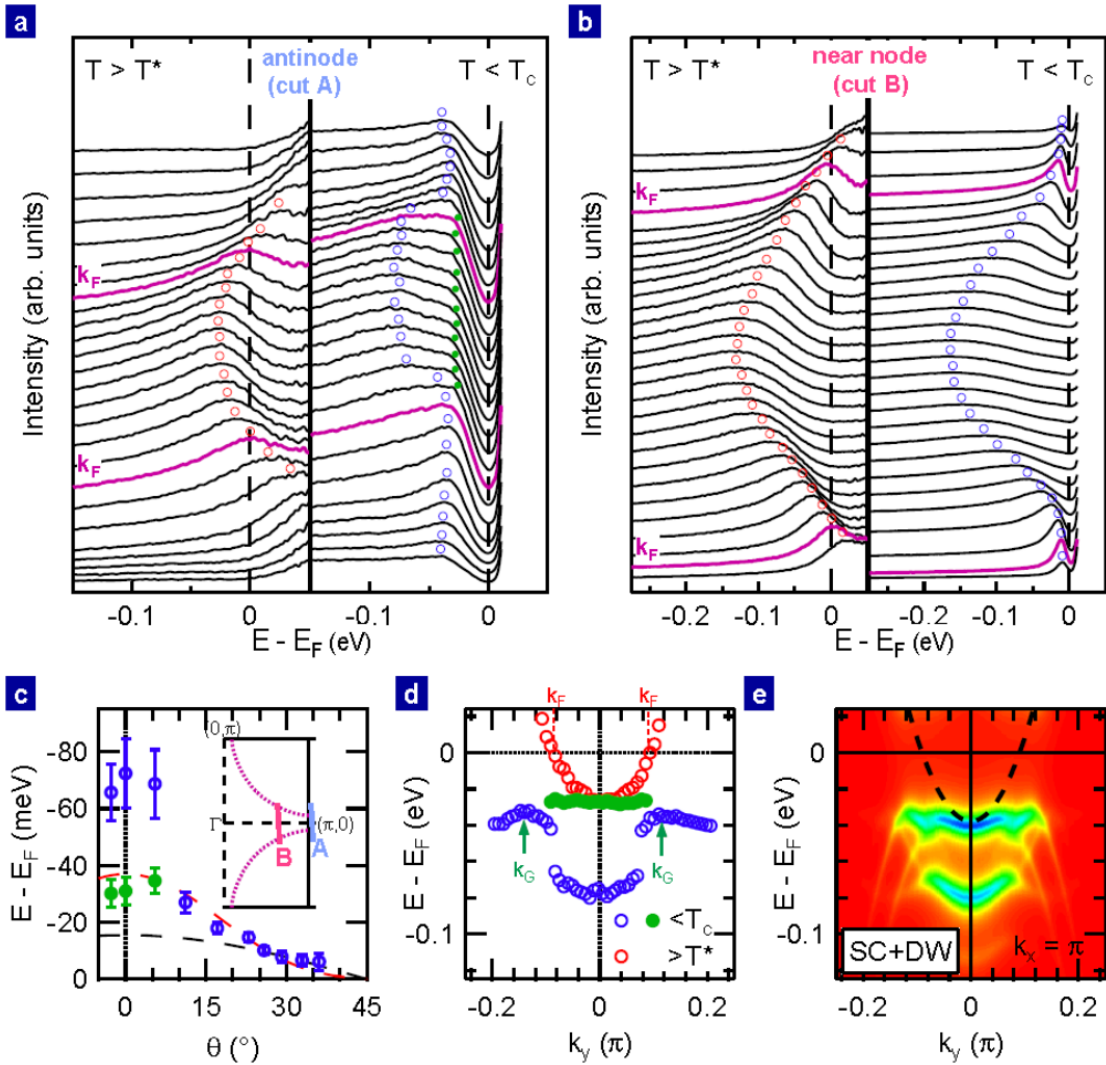 a
T > T*
antinode
(cut A)
T < Tc
kF
kF
Intensity (arb. units)
-0.1
0
-0.1
0
E - EF (eV)
b
T > T*
near node
(cut B)
T < Tc
kF
kF
Intensity (arb. units)
-0.2
-0.1
0
-0.2
-0.1
0
E - EF (eV)
c
-80
-60
-40
-20
0
E - EF (meV)
(0,π)
Γ
(π,0)
B
A
0
15
30
45
θ (°)
d
kF
kF
0
-0.1
E - EF (eV)
kG
kG
<Tc
>T*
-0.2
0
0.2
ky (π)
e
0
-0.1
E - EF (eV)
SC+DW
kx = π
-0.2
0
0.2
ky (π)